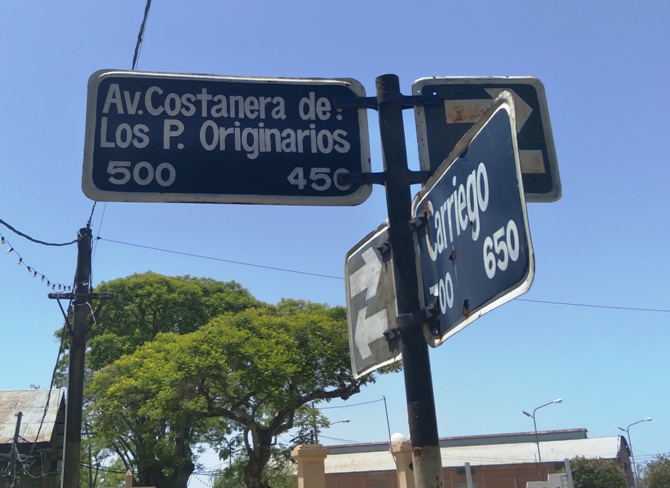 Av. Costanera de:
Los P. Originarios
500 450
Carriego
700 650